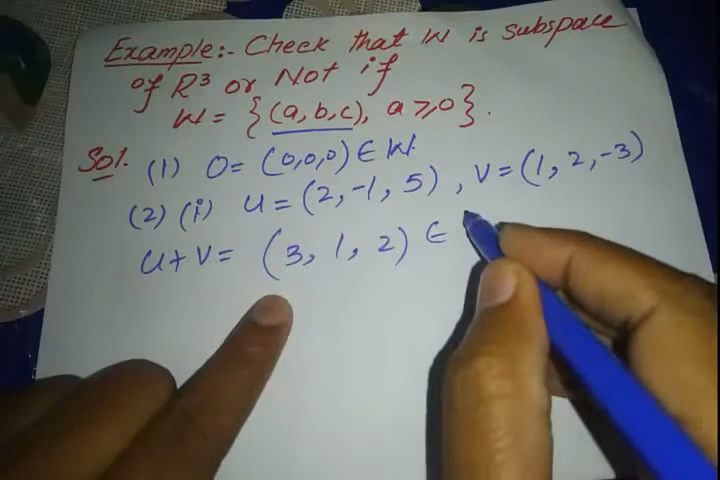 Example:- Check that W is subspace
of R³ or Not if
W = {(a, b, c), a ≥ 0}.
Sol. (1) 0 = (0,0,0) ∈ W.
(2) (i) u = (2, -1, 5), v = (1, 2, -3)
u + v = (3, 1, 2) ∈